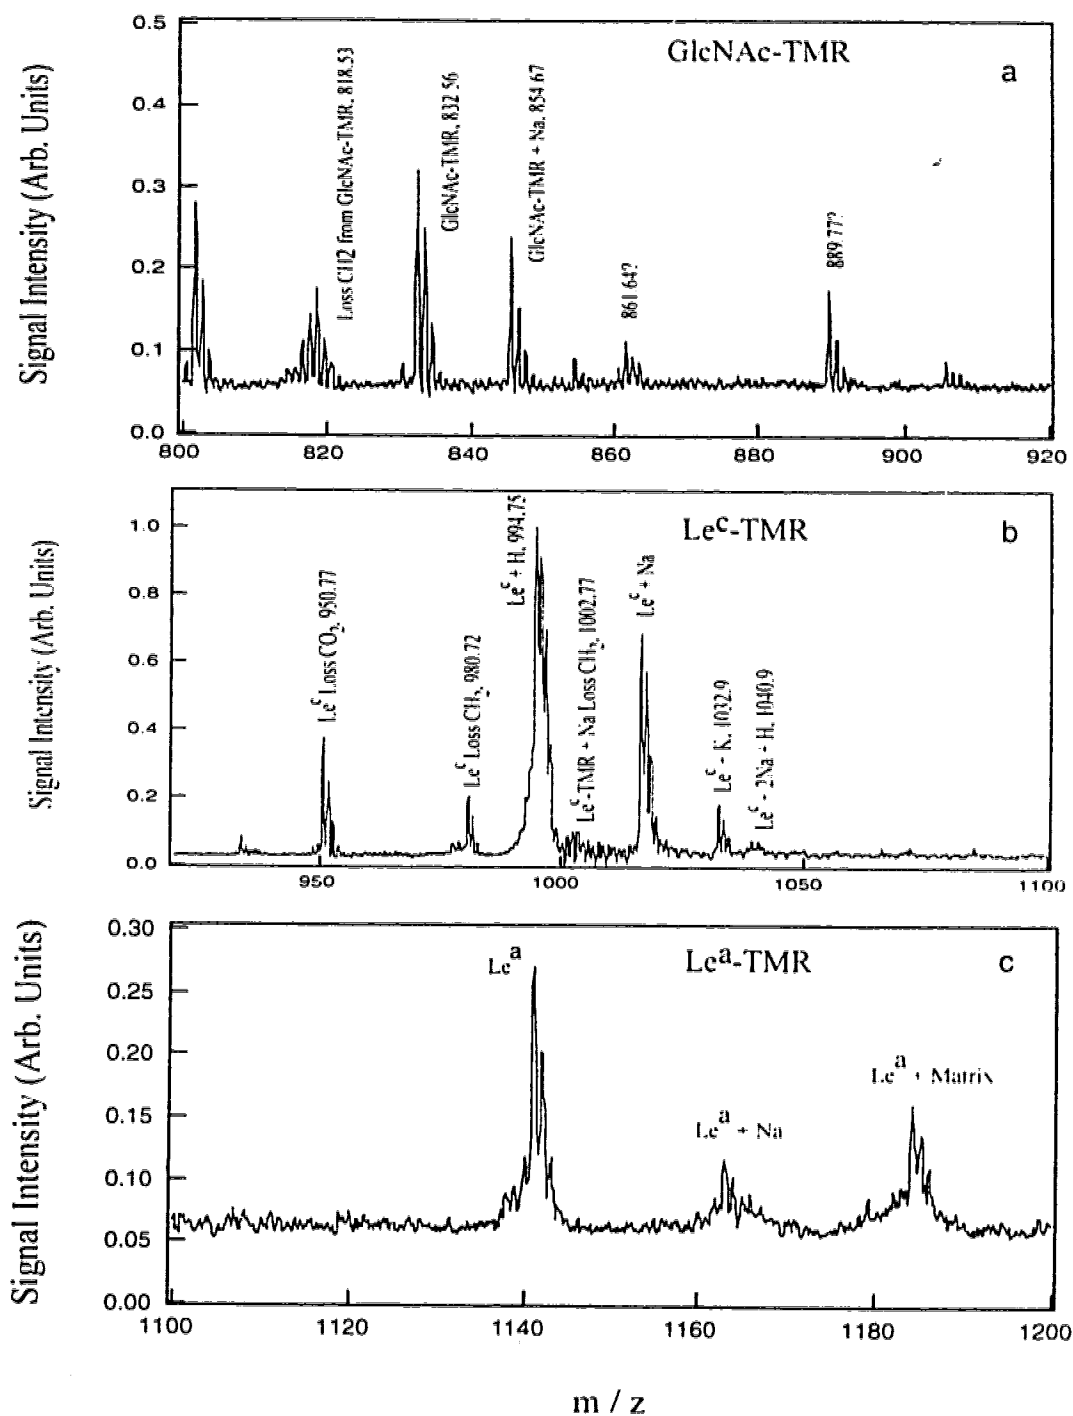 GlcNAc-TMR
a
Signal Intensity (Arb. Units)
0.5
0.4
0.3
0.2
0.1
0.0
Loss CH2 from GlcNAc-TMR, 818.53
GlcNAc-TMR, 832.56
GlcNAc-TMR + Na, 854.67
861.64?
889.77?
800 820 840 860 880 900 920
Le^c-TMR
b
Signal Intensity (Arb. Units)
1.0
0.8
0.6
0.4
0.2
0.0
Le^c Loss CO2, 950.77
Le^c Loss CH2, 980.72
Le^c + H, 994.75
Le^c-TMR + Na Loss CH2, 1002.77
Le^c + Na
Le^c + K, 1032.9
Le^c - 2Na + H, 1040.9
950 1000 1050 1100
Le^a-TMR
c
Signal Intensity (Arb. Units)
0.30
0.25
0.20
0.15
0.10
0.05
0.00
Le^a
Le^a + Na
Le^a + Matrix
1100 1120 1140 1160 1180 1200
m / z